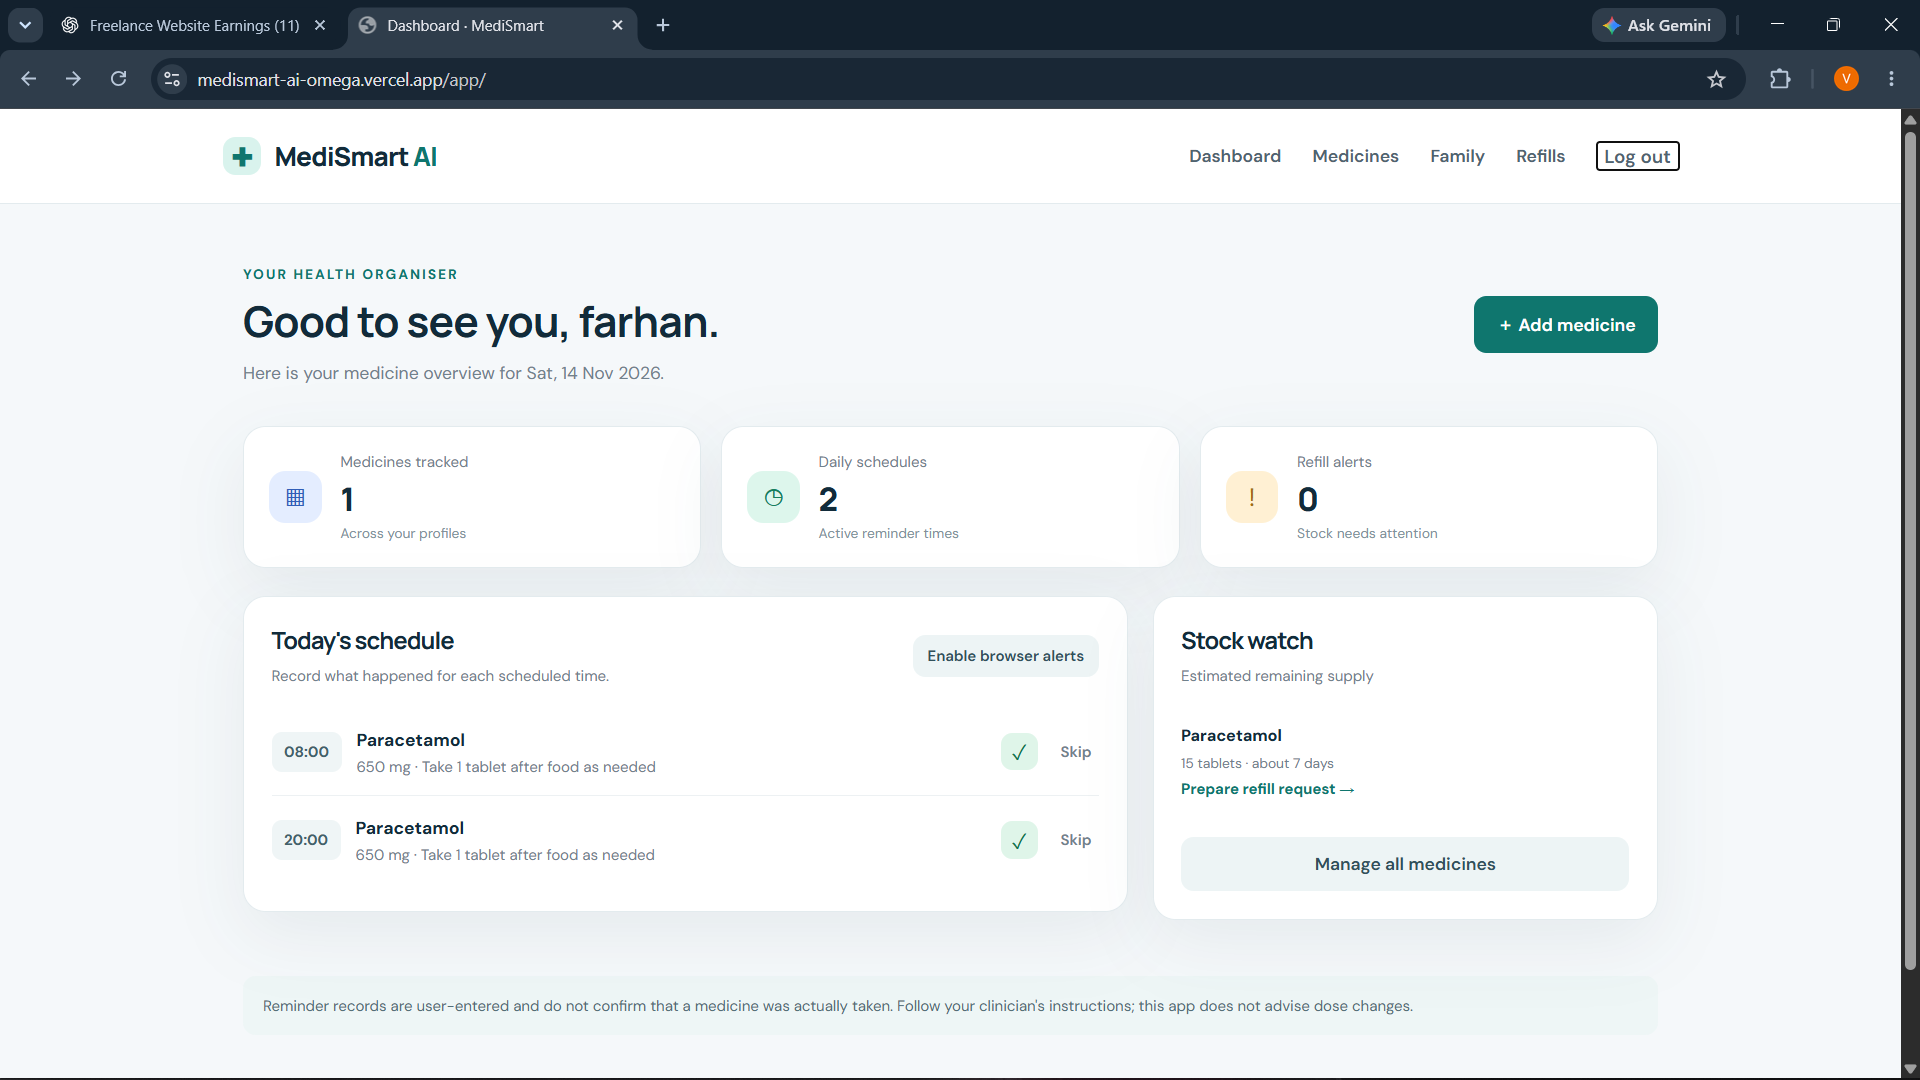 Freelance Website Earnings (11)
Dashboard · MediSmart
Ask Gemini
medismart-ai-omega.vercel.app/app/
V
MediSmart AI
Dashboard
Medicines
Family
Refills
Log out
YOUR HEALTH ORGANISER
Good to see you, farhan.
Here is your medicine overview for Sat, 14 Nov 2026.
+ Add medicine
Medicines tracked
1
Across your profiles
Daily schedules
2
Active reminder times
!
Refill alerts
0
Stock needs attention
Today's schedule
Record what happened for each scheduled time.
Enable browser alerts
08:00
Paracetamol
650 mg · Take 1 tablet after food as needed
✓
Skip
20:00
Paracetamol
650 mg · Take 1 tablet after food as needed
✓
Skip
Stock watch
Estimated remaining supply
Paracetamol
15 tablets · about 7 days
Prepare refill request →
Manage all medicines
Reminder records are user-entered and do not confirm that a medicine was actually taken. Follow your clinician's instructions; this app does not advise dose changes.